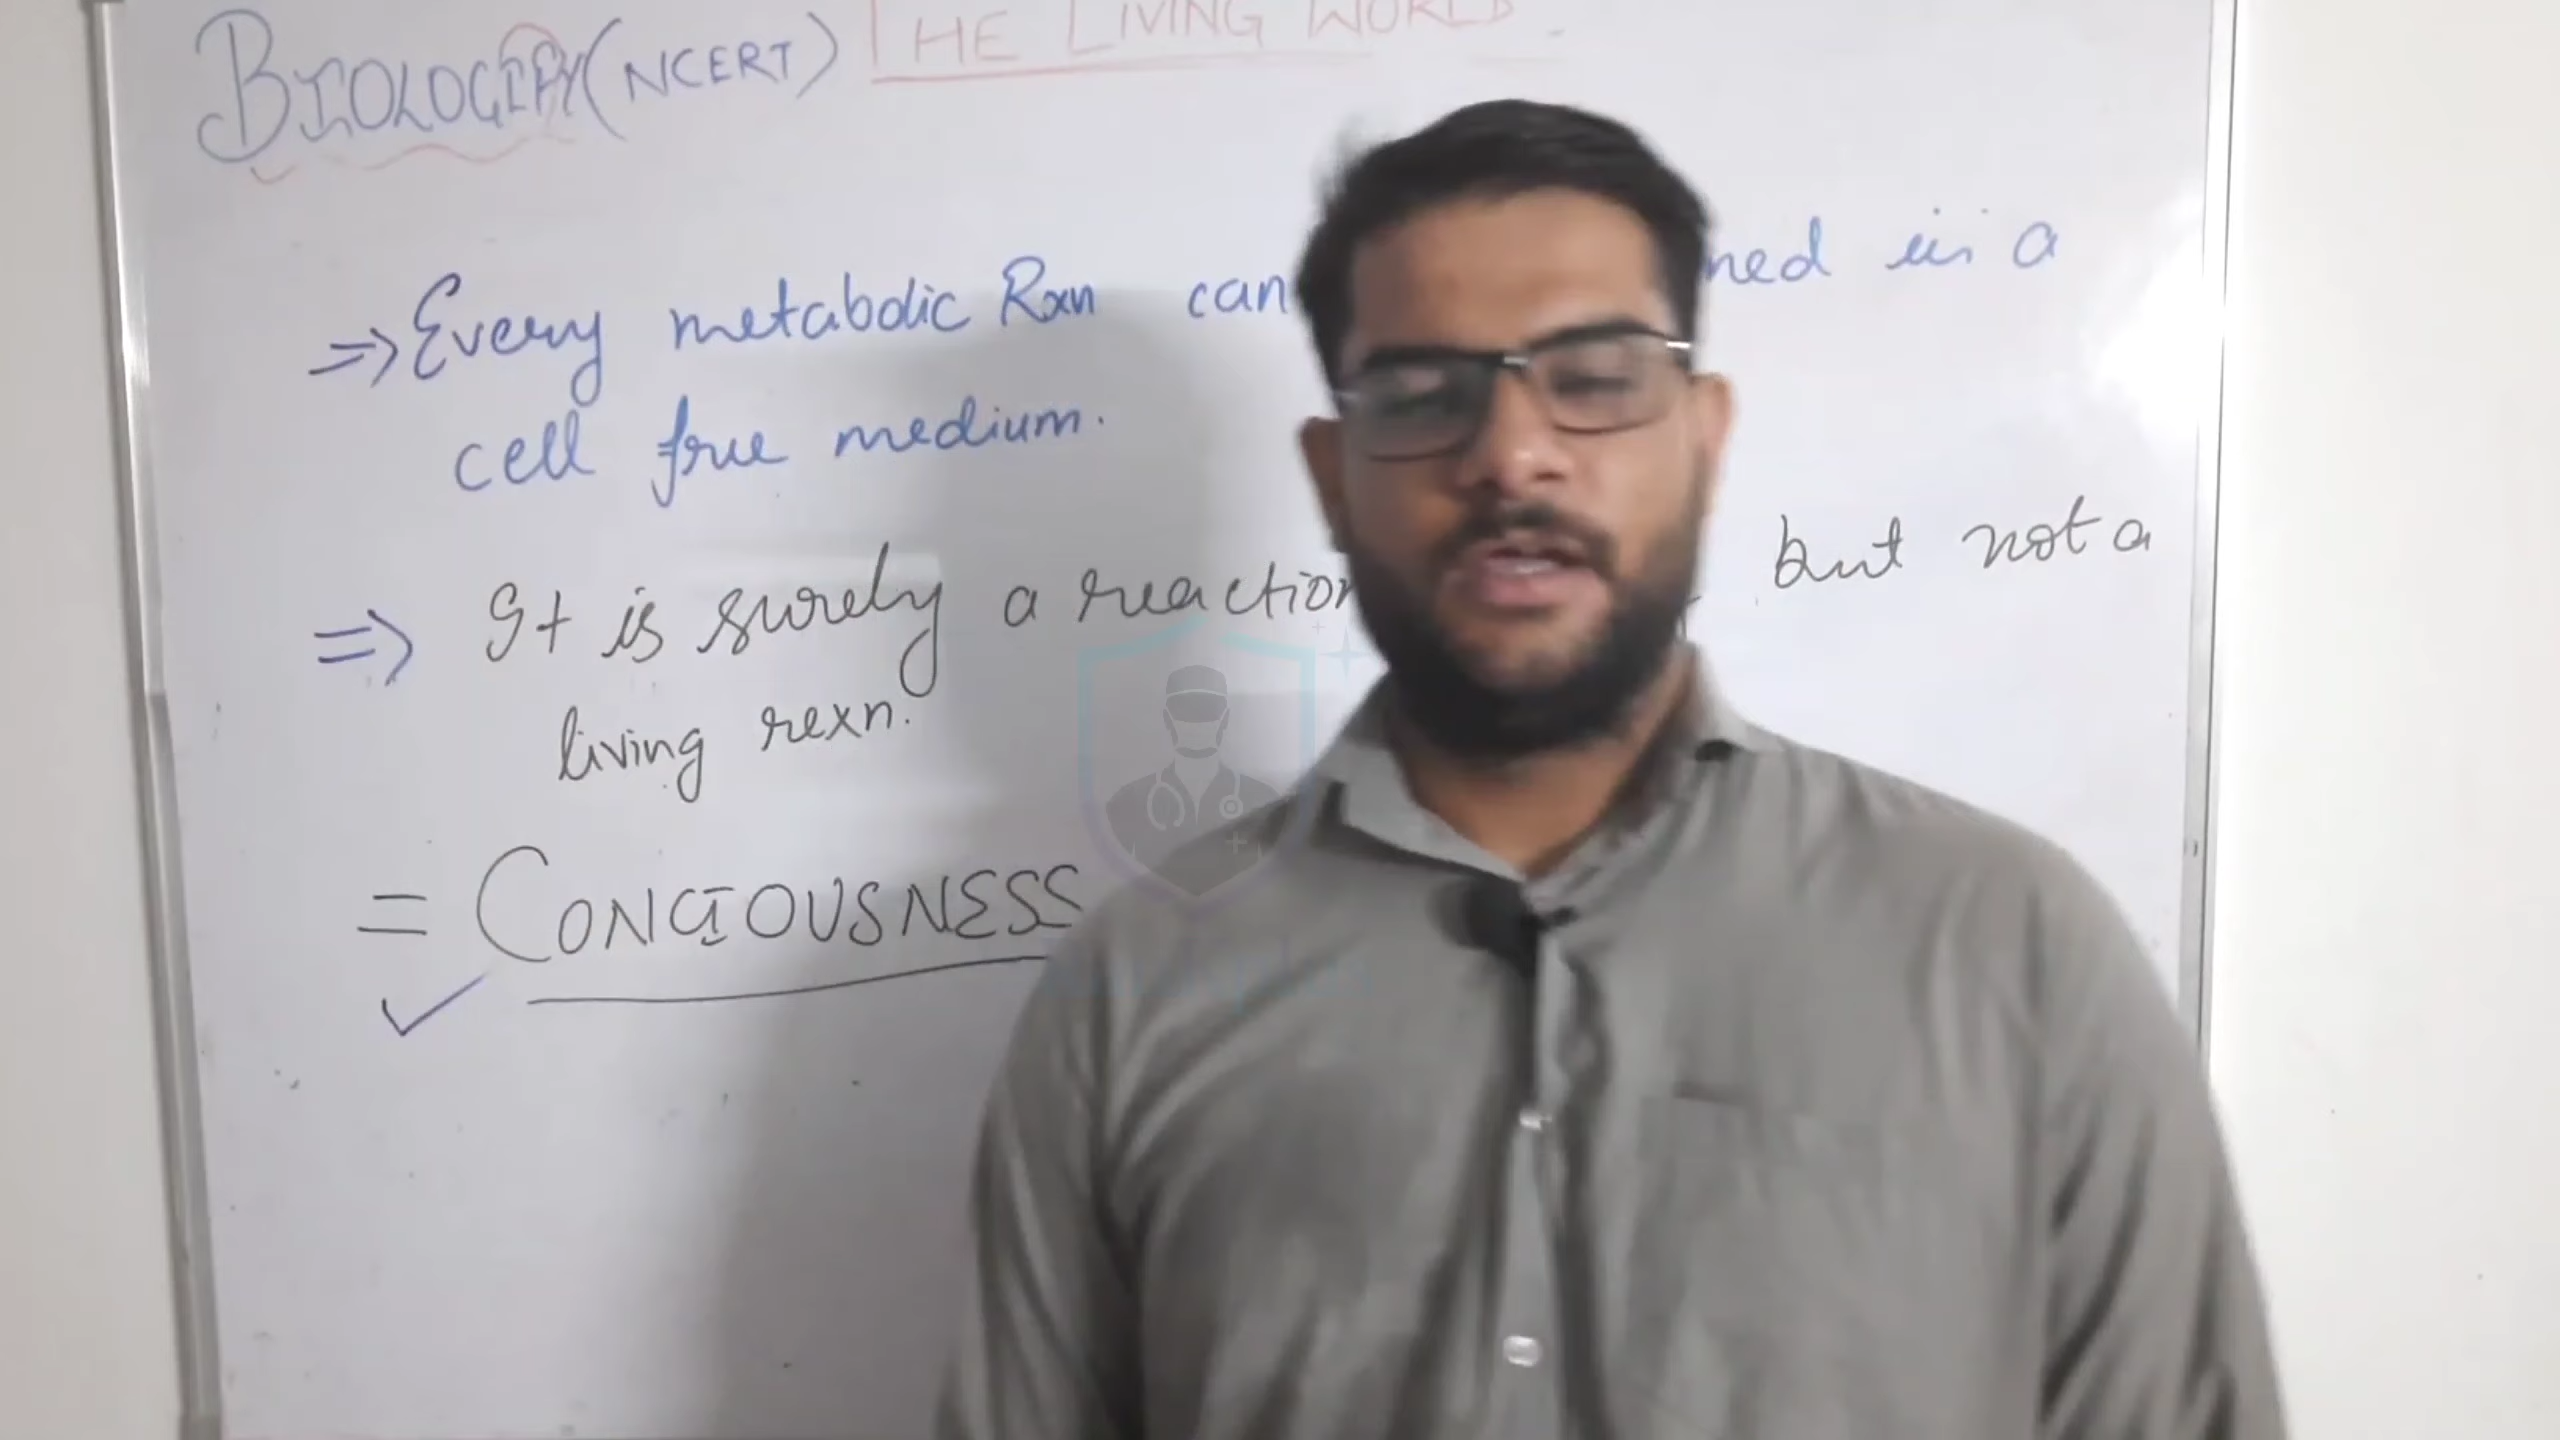 BIOLOGY (NCERT) THE LIVING WORLD
=> Every metabolic Rxn can ned in a
cell free medium.
=> It is surely a reaction but not a
living rexn.
= CONCIOUSNESS